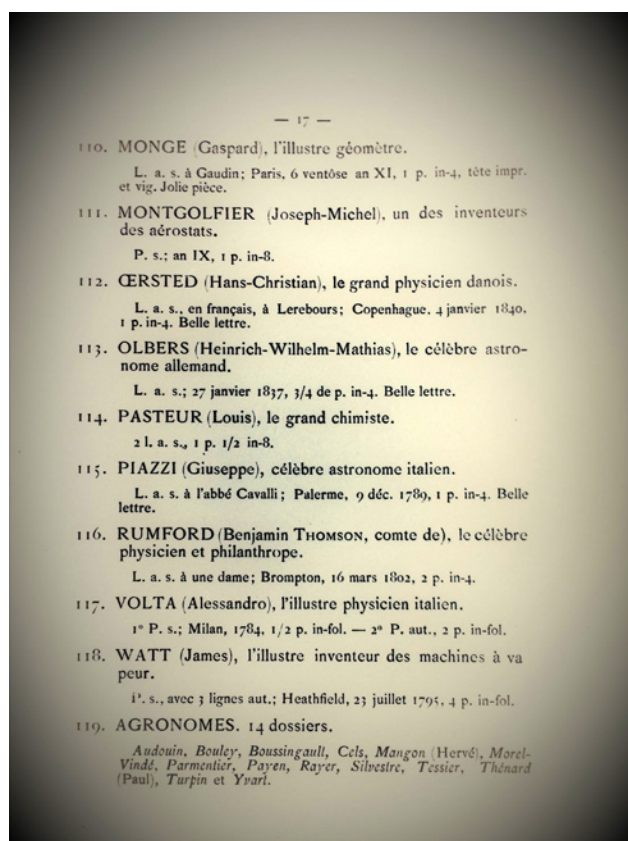 — 17 —
110. MONGE (Gaspard), l'illustre géomètre.
L. a. s. à Gaudin; Paris, 6 ventôse an XI, 1 p. in-4, tête impr.
et vig. Jolie pièce.
111. MONTGOLFIER (Joseph-Michel), un des inventeurs
des aérostats.
P. s.; an IX, 1 p. in-8.
112. ŒRSTED (Hans-Christian), le grand physicien danois.
L. a. s., en français, à Lerebours; Copenhague, 4 janvier 1840,
1 p. in-4. Belle lettre.
113. OLBERS (Heinrich-Wilhelm-Mathias), le célèbre astro-
nome allemand.
L. a. s.; 27 janvier 1837, 3/4 de p. in-4. Belle lettre.
114. PASTEUR (Louis), le grand chimiste.
2 l. a. s., 1 p. 1/2 in-8.
115. PIAZZI (Giuseppe), célèbre astronome italien.
L. a. s. à l'abbé Cavalli; Palerme, 9 déc. 1789, 1 p. in-4. Belle
lettre.
116. RUMFORD (Benjamin THOMSON, comte de), le célèbre
physicien et philanthrope.
L. a. s. à une dame; Brompton, 16 mars 1802, 2 p. in-4.
117. VOLTA (Alessandro), l'illustre physicien italien.
1° P. s.; Milan, 1784, 1/2 p. in-fol. — 2° P. aut., 2 p. in-fol.
118. WATT (James), l'illustre inventeur des machines à va
peur.
P. s., avec 3 lignes aut.; Heathfield, 23 juillet 1795, 4 p. in-fol.
119. AGRONOMES. 14 dossiers.
Audouin, Bouley, Boussingault, Cels, Mangon (Hervé), Morel-
Vindé, Parmentier, Payen, Rayer, Silvestre, Tessier, Thénard
(Paul), Turpin et Yvart.